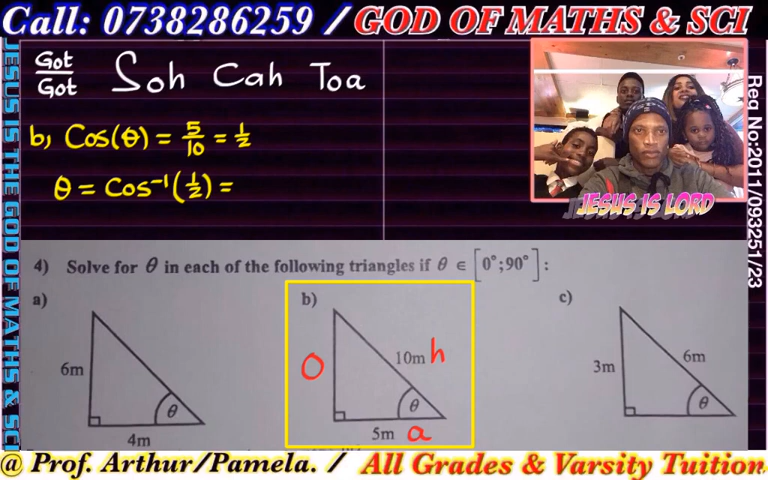 Call: 0738286259 / GOD OF MATHS & SCI
JESUS IS THE GOD OF MATHS & SCI
Got
Got
Soh Cah Toa
b, Cos(θ) = 5/10 = 1/2
θ = Cos⁻¹(1/2) =
JESUS IS LORD
Reg No:2011/093251/23
4) Solve for θ in each of the following triangles if θ ∈ [0°;90°]:
a)
6m
θ
4m
b)
O
10m h
θ
5m a
c)
3m
6m
θ
@ Prof. Arthur/Pamela. / All Grades & Varsity Tuition.